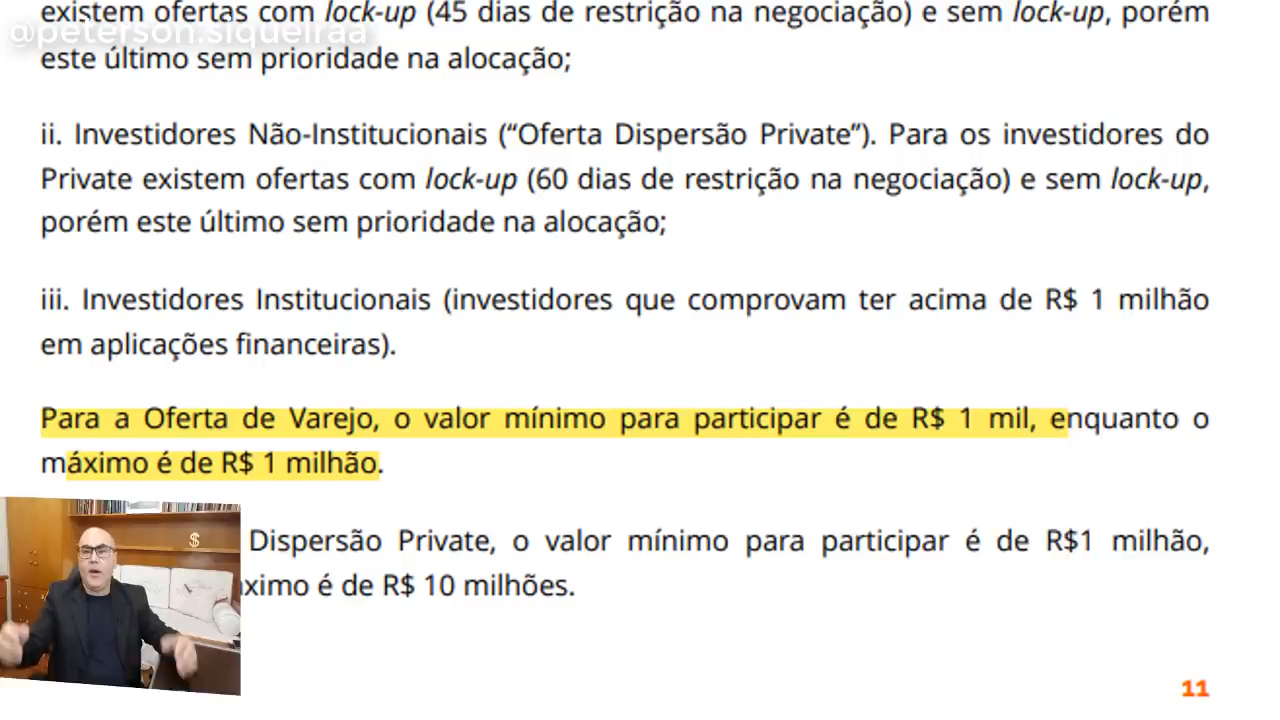 existem ofertas com lock-up (45 dias de restrição na negociação) e sem lock-up, porém
@peterson.siqueiraa
este último sem prioridade na alocação;
ii. Investidores Não-Institucionais (“Oferta Dispersão Private”). Para os investidores do
Private existem ofertas com lock-up (60 dias de restrição na negociação) e sem lock-up,
porém este último sem prioridade na alocação;
iii. Investidores Institucionais (investidores que comprovam ter acima de R$ 1 milhão
em aplicações financeiras).
Para a Oferta de Varejo, o valor mínimo para participar é de R$ 1 mil, enquanto o
máximo é de R$ 1 milhão.
Dispersão Private, o valor mínimo para participar é de R$1 milhão,
é de R$ 10 milhões.
$
11